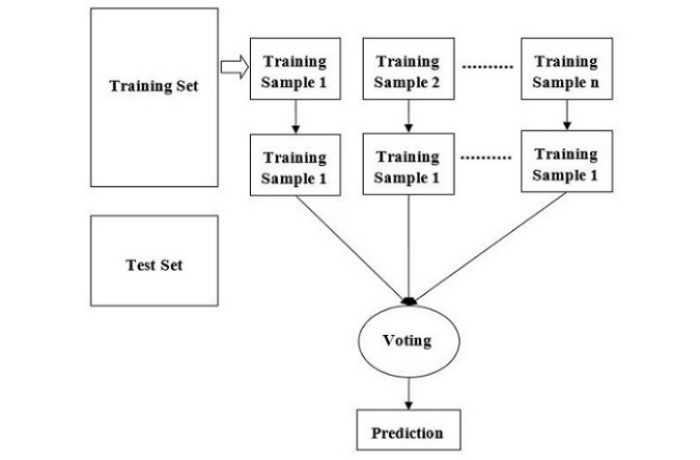 Training Set
Training
Sample 1
Training
Sample 2
Training
Sample n
Training
Sample 1
Training
Sample 1
Training
Sample 1
Test Set
Voting
Prediction